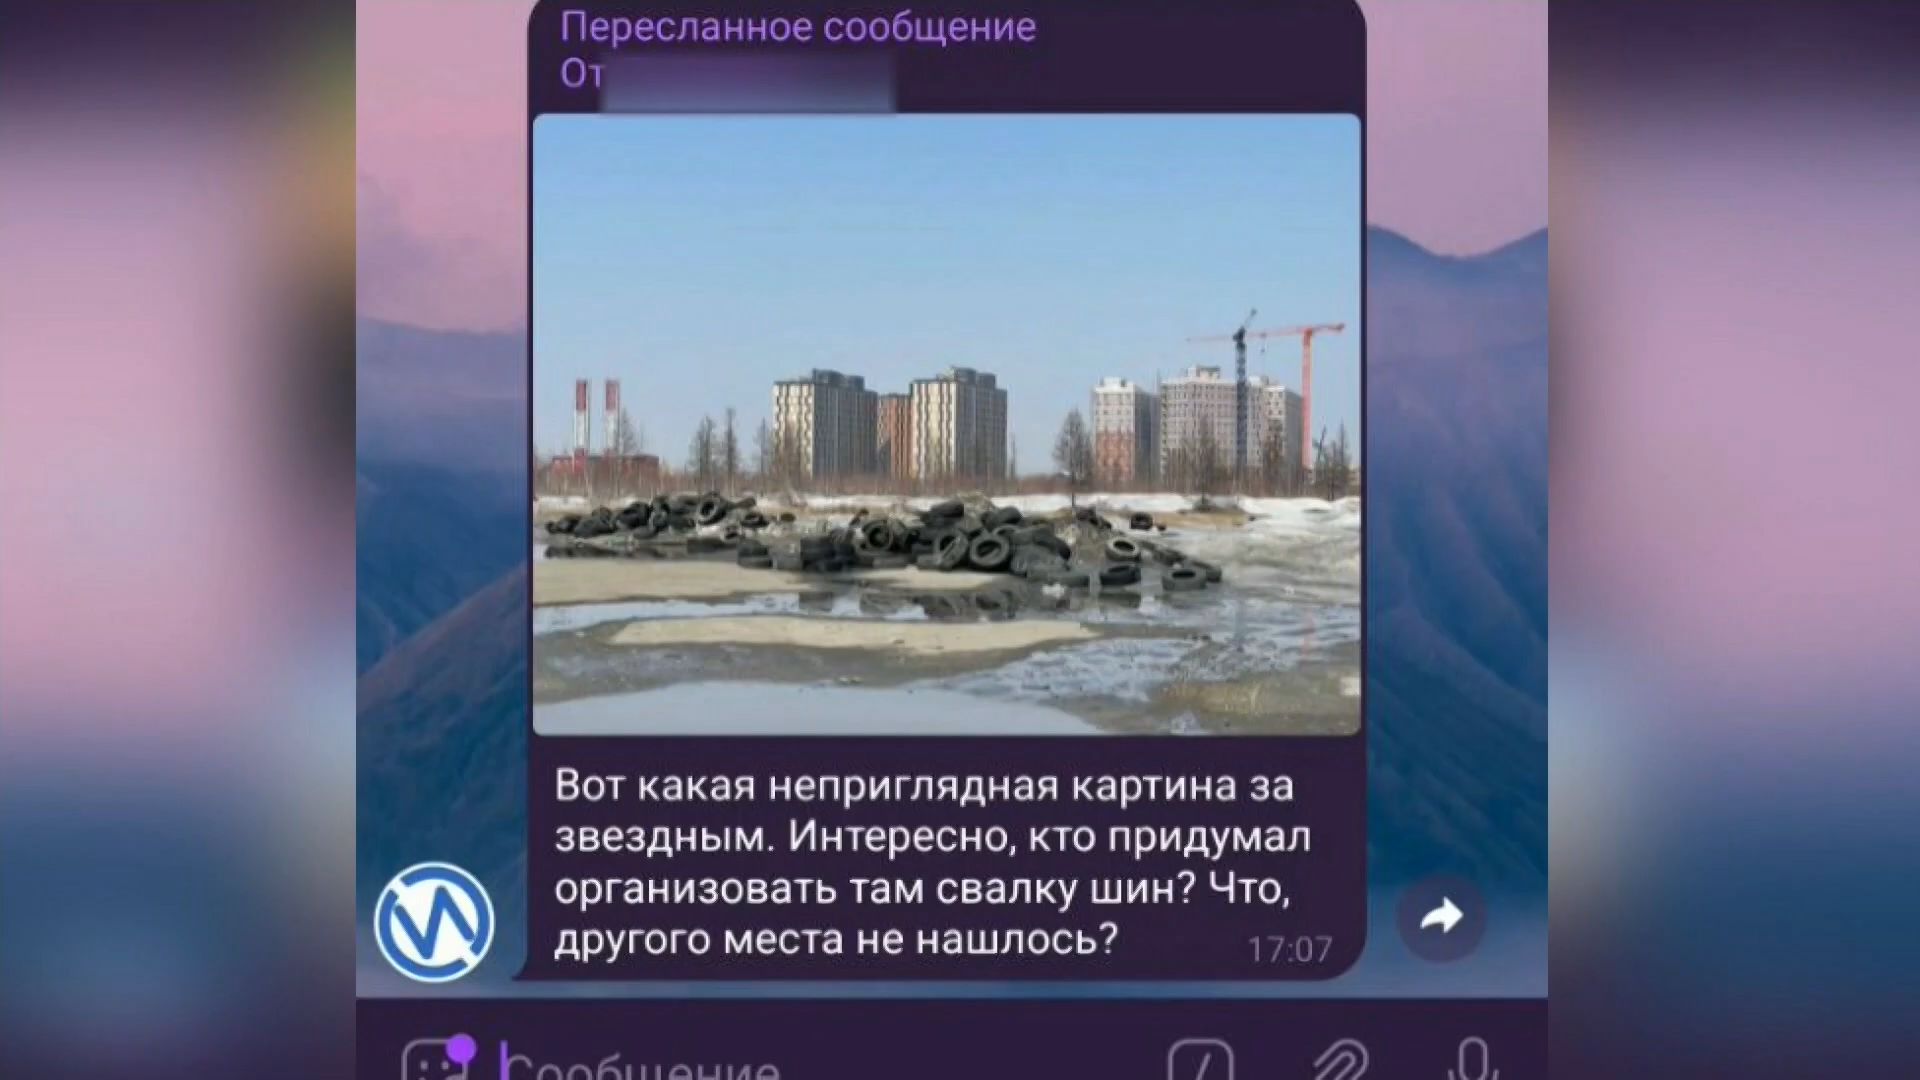 Пересланное сообщение
От
Вот какая неприглядная картина за
звездным. Интересно, кто придумал
организовать там свалку шин? Что,
другого места не нашлось?
17:07
Сообщение